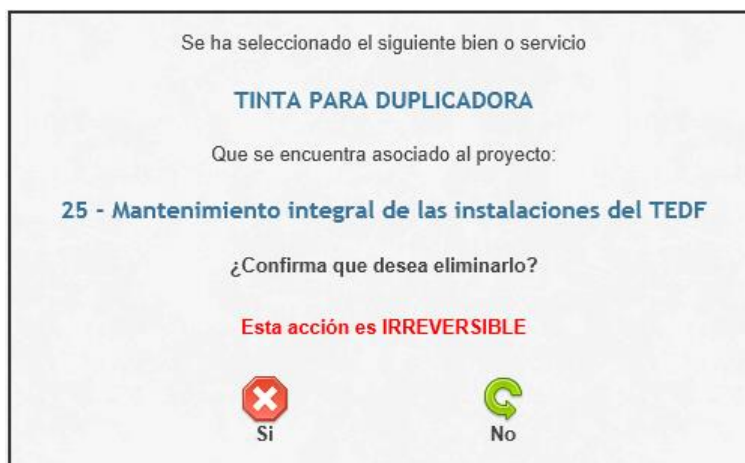 Se ha seleccionado el siguiente bien o servicio
TINTA PARA DUPLICADORA
Que se encuentra asociado al proyecto:
25 - Mantenimiento integral de las instalaciones del TEDF
¿Confirma que desea eliminarlo?
Esta acción es IRREVERSIBLE
Si
No